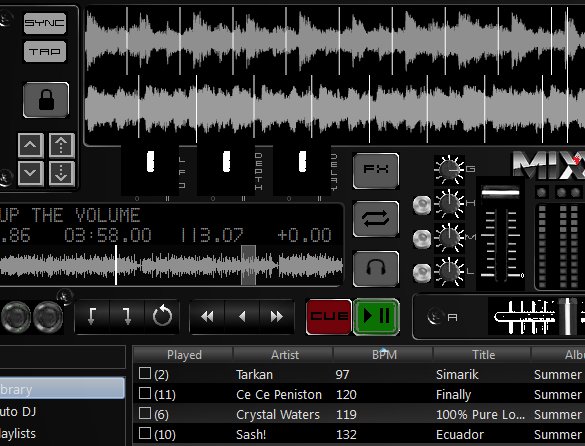 SYNC
TAP
LFO
DEPTH
DELAY
FX
G
MIX
H
UP THE VOLUME
.86 03:58.00 113.07 +0.00
M
L
CUE
A
Played Artist BPM Title Albu
ibrary
(2) Tarkan 97 Simarik Summer
uto DJ
(11) Ce Ce Peniston 120 Finally Summer
(6) Crystal Waters 119 100% Pure Lo... Summer
laylists
(10) Sash! 132 Ecuador Summer